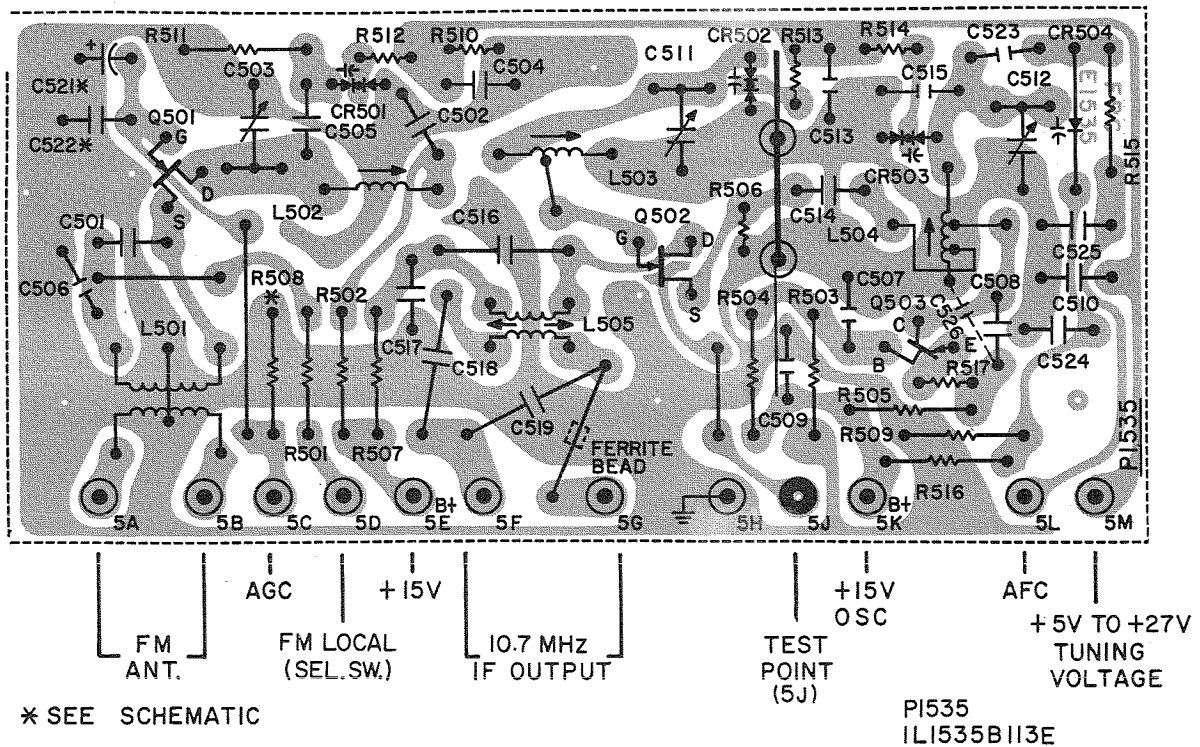 R511
R512
R510
CR502
R513
R514
C523
CR504
C511
C503
C504
C515
C512
C521*
CR501
C505
C502
C513
E1535
Q501
G
C522*
CR503
R515
D
L503
R506
C514
S
L502
C501
C516
Q502
G
D
L504
C525
C506
R508
*
R502
C507
C508
Q503
C526
C510
S
L501
L505
R504
R503
C
C517
B
E
C524
C518
R517
R505
C519
C509
R501
R507
FERRITE
BEAD
R509
P1535
R516
B+
B+
5A
5B
5C
5D
5E
5F
5G
5H
5J
5K
5L
5M
AGC
+15V
+15V
OSC
AFC
+5V TO +27V
TUNING
VOLTAGE
FM
ANT.
FM LOCAL
(SEL.SW.)
10.7 MHz
IF OUTPUT
TEST
POINT
(5J)
* SEE SCHEMATIC
P1535
1L1535B113E